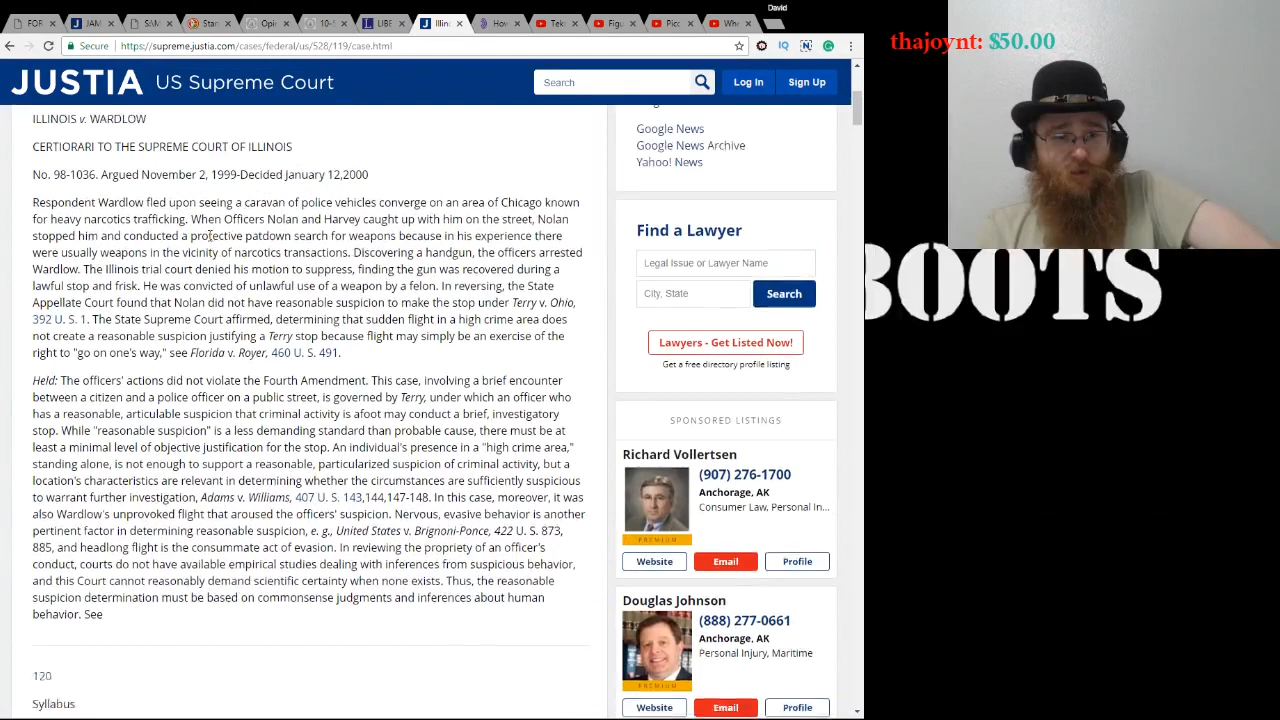 David
FOR
JAM
SAM
Star
Opin
10-5
LIBE
Illin
How
Tek
Figu
Picc
Whe
Secure
https://supreme.justia.com/cases/federal/us/528/119/case.html
thajoynt: $50.00
JUSTIA US Supreme Court
Search
Log In
Sign Up
ILLINOIS v. WARDLOW
CERTIORARI TO THE SUPREME COURT OF ILLINOIS
No. 98-1036. Argued November 2, 1999-Decided January 12,2000
Respondent Wardlow fled upon seeing a caravan of police vehicles converge on an area of Chicago known
for heavy narcotics trafficking. When Officers Nolan and Harvey caught up with him on the street, Nolan
stopped him and conducted a protective patdown search for weapons because in his experience there
were usually weapons in the vicinity of narcotics transactions. Discovering a handgun, the officers arrested
Wardlow. The Illinois trial court denied his motion to suppress, finding the gun was recovered during a
lawful stop and frisk. He was convicted of unlawful use of a weapon by a felon. In reversing, the State
Appellate Court found that Nolan did not have reasonable suspicion to make the stop under Terry v. Ohio,
392 U. S. 1. The State Supreme Court affirmed, determining that sudden flight in a high crime area does
not create a reasonable suspicion justifying a Terry stop because flight may simply be an exercise of the
right to "go on one's way," see Florida v. Royer, 460 U. S. 491.
Held: The officers' actions did not violate the Fourth Amendment. This case, involving a brief encounter
between a citizen and a police officer on a public street, is governed by Terry, under which an officer who
has a reasonable, articulable suspicion that criminal activity is afoot may conduct a brief, investigatory
stop. While "reasonable suspicion" is a less demanding standard than probable cause, there must be at
least a minimal level of objective justification for the stop. An individual's presence in a "high crime area,"
standing alone, is not enough to support a reasonable, particularized suspicion of criminal activity, but a
location's characteristics are relevant in determining whether the circumstances are sufficiently suspicious
to warrant further investigation, Adams v. Williams, 407 U. S. 143,144,147-148. In this case, moreover, it was
also Wardlow's unprovoked flight that aroused the officers' suspicion. Nervous, evasive behavior is another
pertinent factor in determining reasonable suspicion, e. g., United States v. Brignoni-Ponce, 422 U. S. 873,
885, and headlong flight is the consummate act of evasion. In reviewing the propriety of an officer's
conduct, courts do not have available empirical studies dealing with inferences from suspicious behavior,
and this Court cannot reasonably demand scientific certainty when none exists. Thus, the reasonable
suspicion determination must be based on commonsense judgments and inferences about human
behavior. See
120
Syllabus
Google News
Google News Archive
Yahoo! News
Find a Lawyer
Legal Issue or Lawyer Name
City, State
Search
Lawyers - Get Listed Now!
Get a free directory profile listing
SPONSORED LISTINGS
Richard Vollertsen
(907) 276-1700
Anchorage, AK
Consumer Law, Personal In...
PREMIUM
Website
Email
Profile
Douglas Johnson
(888) 277-0661
Anchorage, AK
Personal Injury, Maritime
PREMIUM
Website
Email
Profile
BOOTS